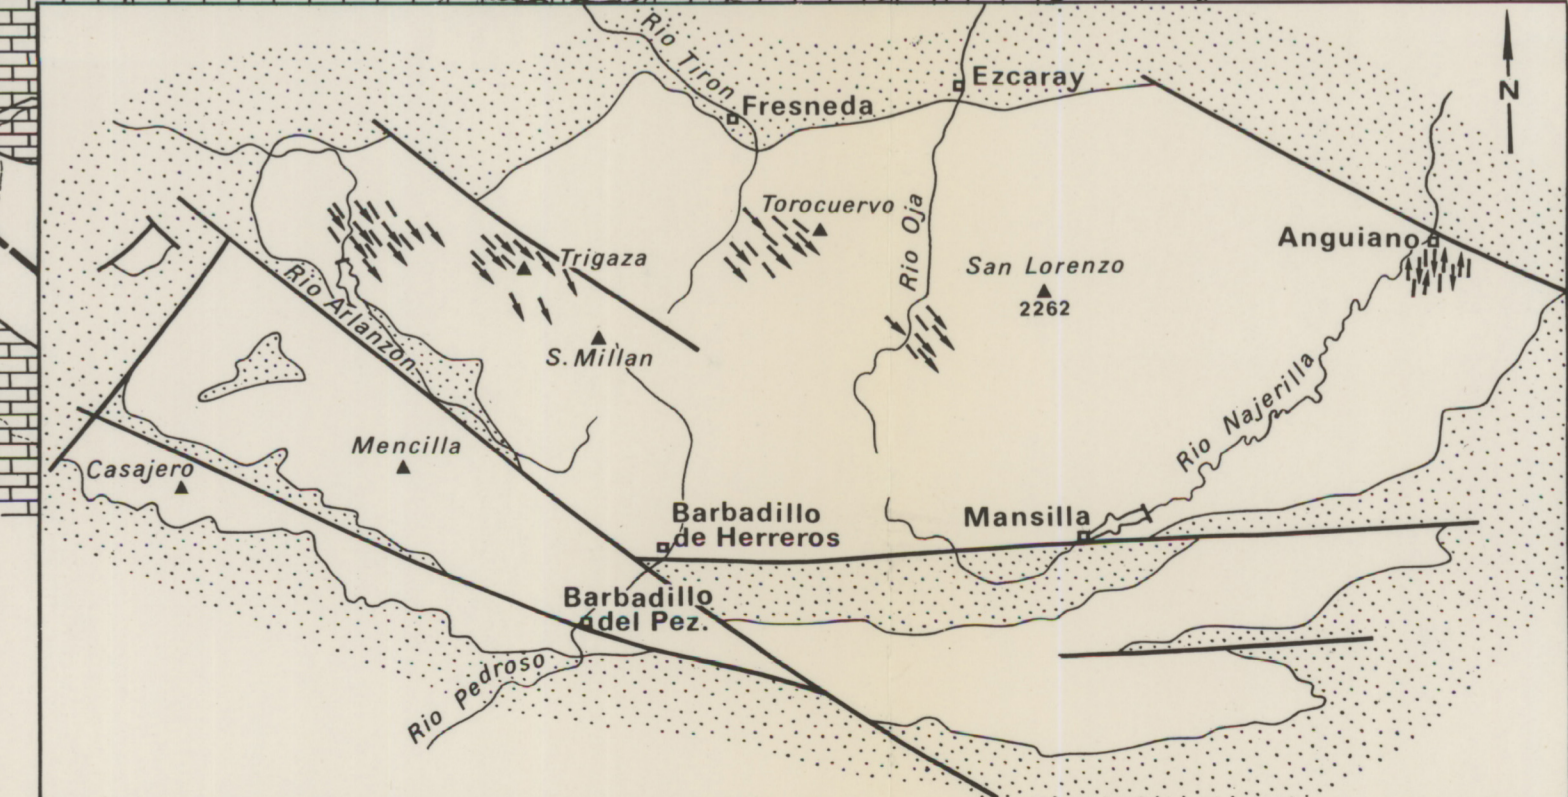 Rio Tiron
Ezcaray
N
Fresneda
Torocuervo
Rio Oja
Anguiano
Trigaza
San Lorenzo
2262
Rio Arlanzon
S. Millan
Rio Najerilla
Mencilla
Casajero
Barbadillo
de Herreros
Mansilla
Barbadillo
del Pez.
Rio Pedroso